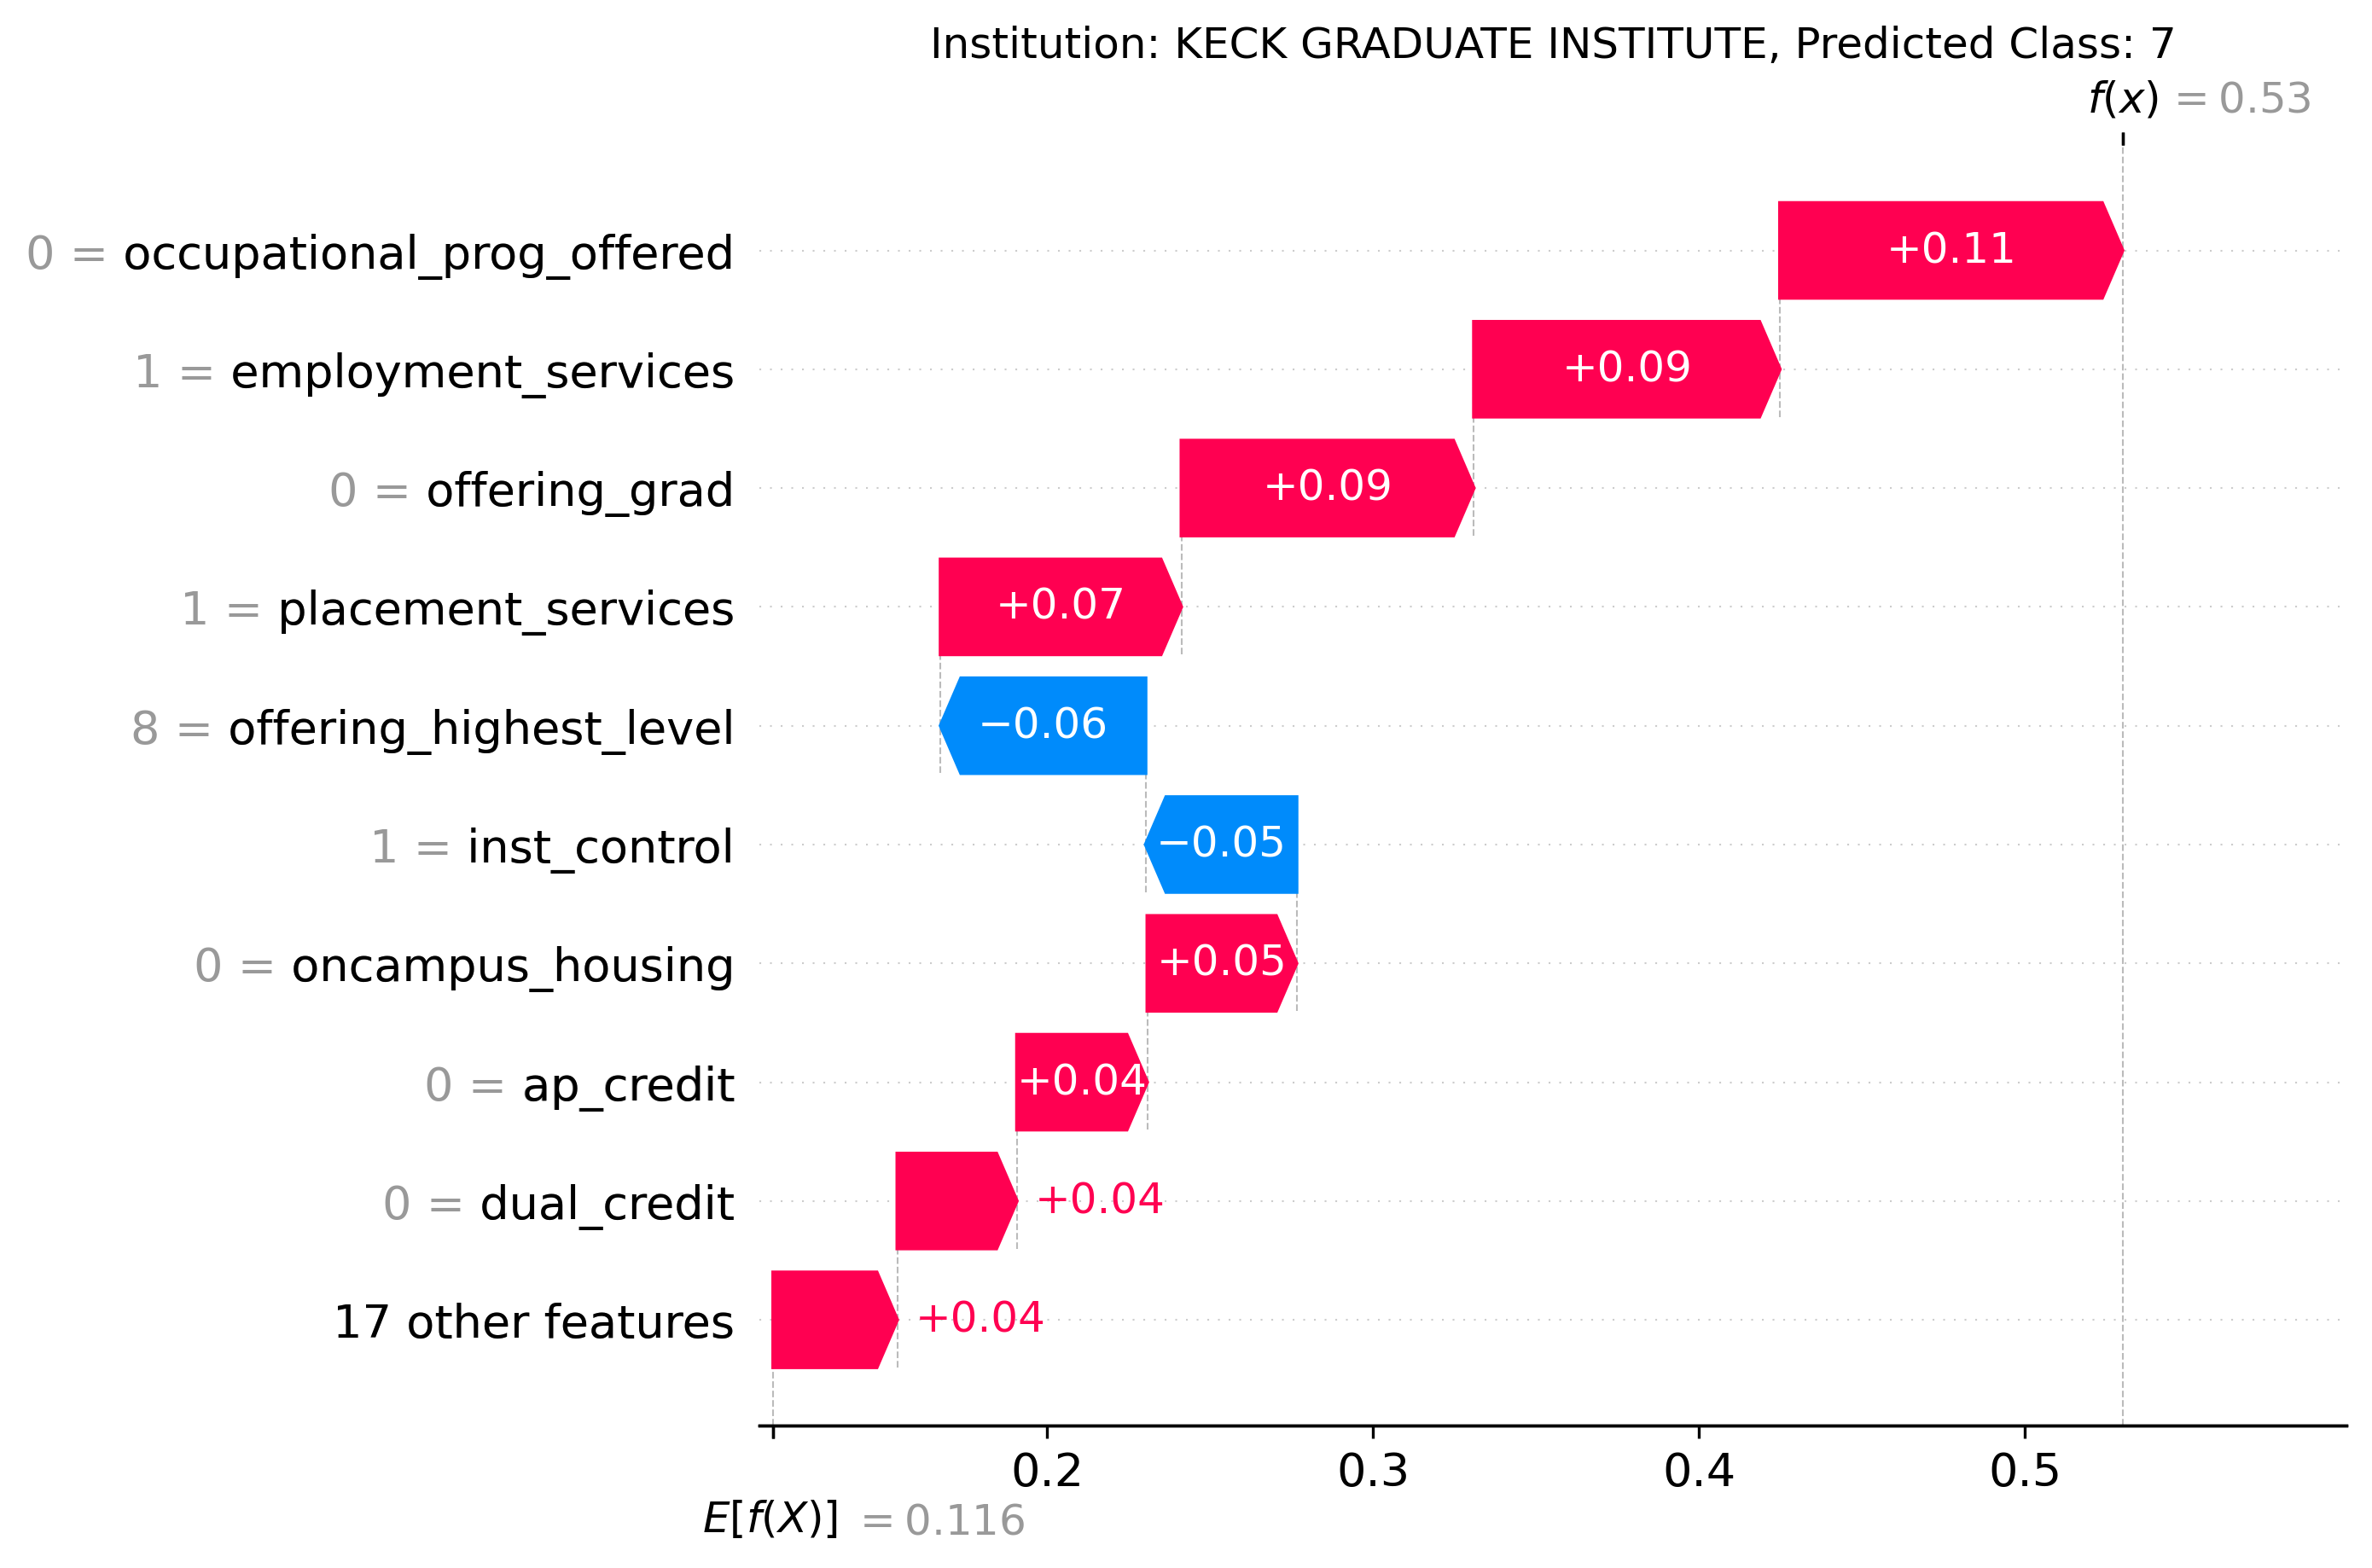 Institution: KECK GRADUATE INSTITUTE, Predicted Class: 7
f(x) = 0.53
0 = occupational_prog_offered +0.11
1 = employment_services +0.09
0 = offering_grad +0.09
1 = placement_services +0.07
8 = offering_highest_level −0.06
1 = inst_control −0.05
0 = oncampus_housing +0.05
0 = ap_credit +0.04
0 = dual_credit +0.04
17 other features +0.04
0.2 0.3 0.4 0.5
E[f(X)] = 0.116